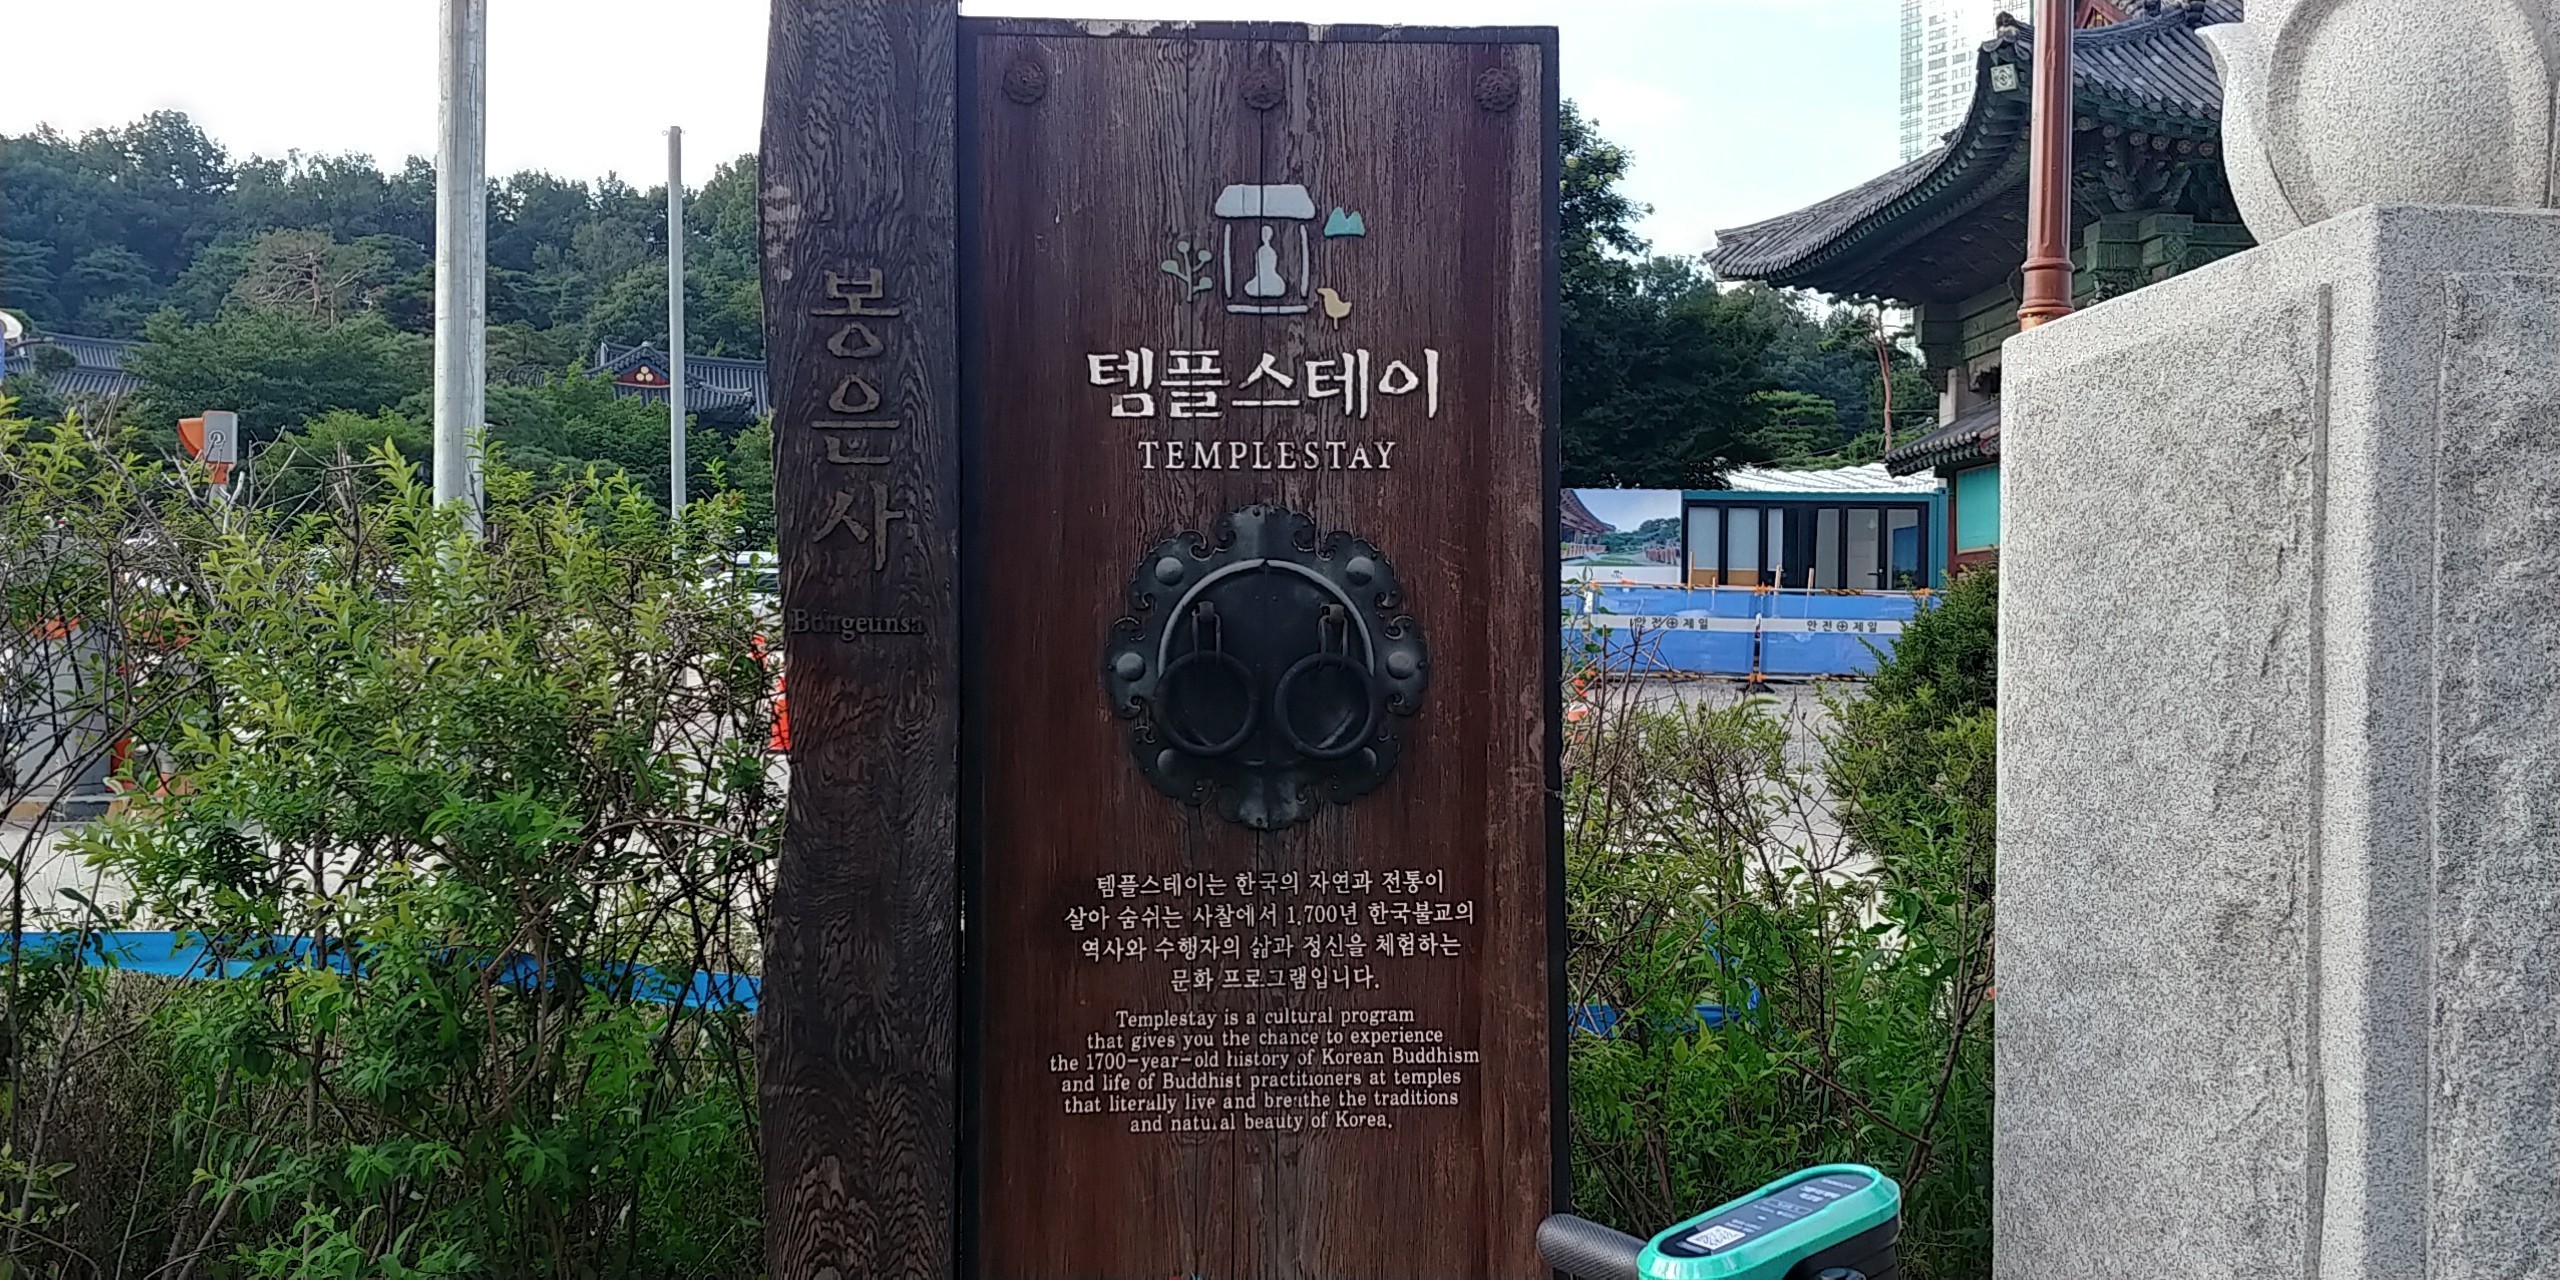 봉은사
Bongeunsa
템플스테이
TEMPLESTAY
템플스테이는 한국의 자연과 전통이
살아 숨쉬는 사찰에서 1,700년 한국불교의
역사와 수행자의 삶과 정신을 체험하는
문화 프로그램입니다.
Templestay is a cultural program
that gives you the chance to experience
the 1700-year-old history of Korean Buddhism
and life of Buddhist practitioners at temples
that literally live and breathe the traditions
and natural beauty of Korea.
안전 제일
안전 제일